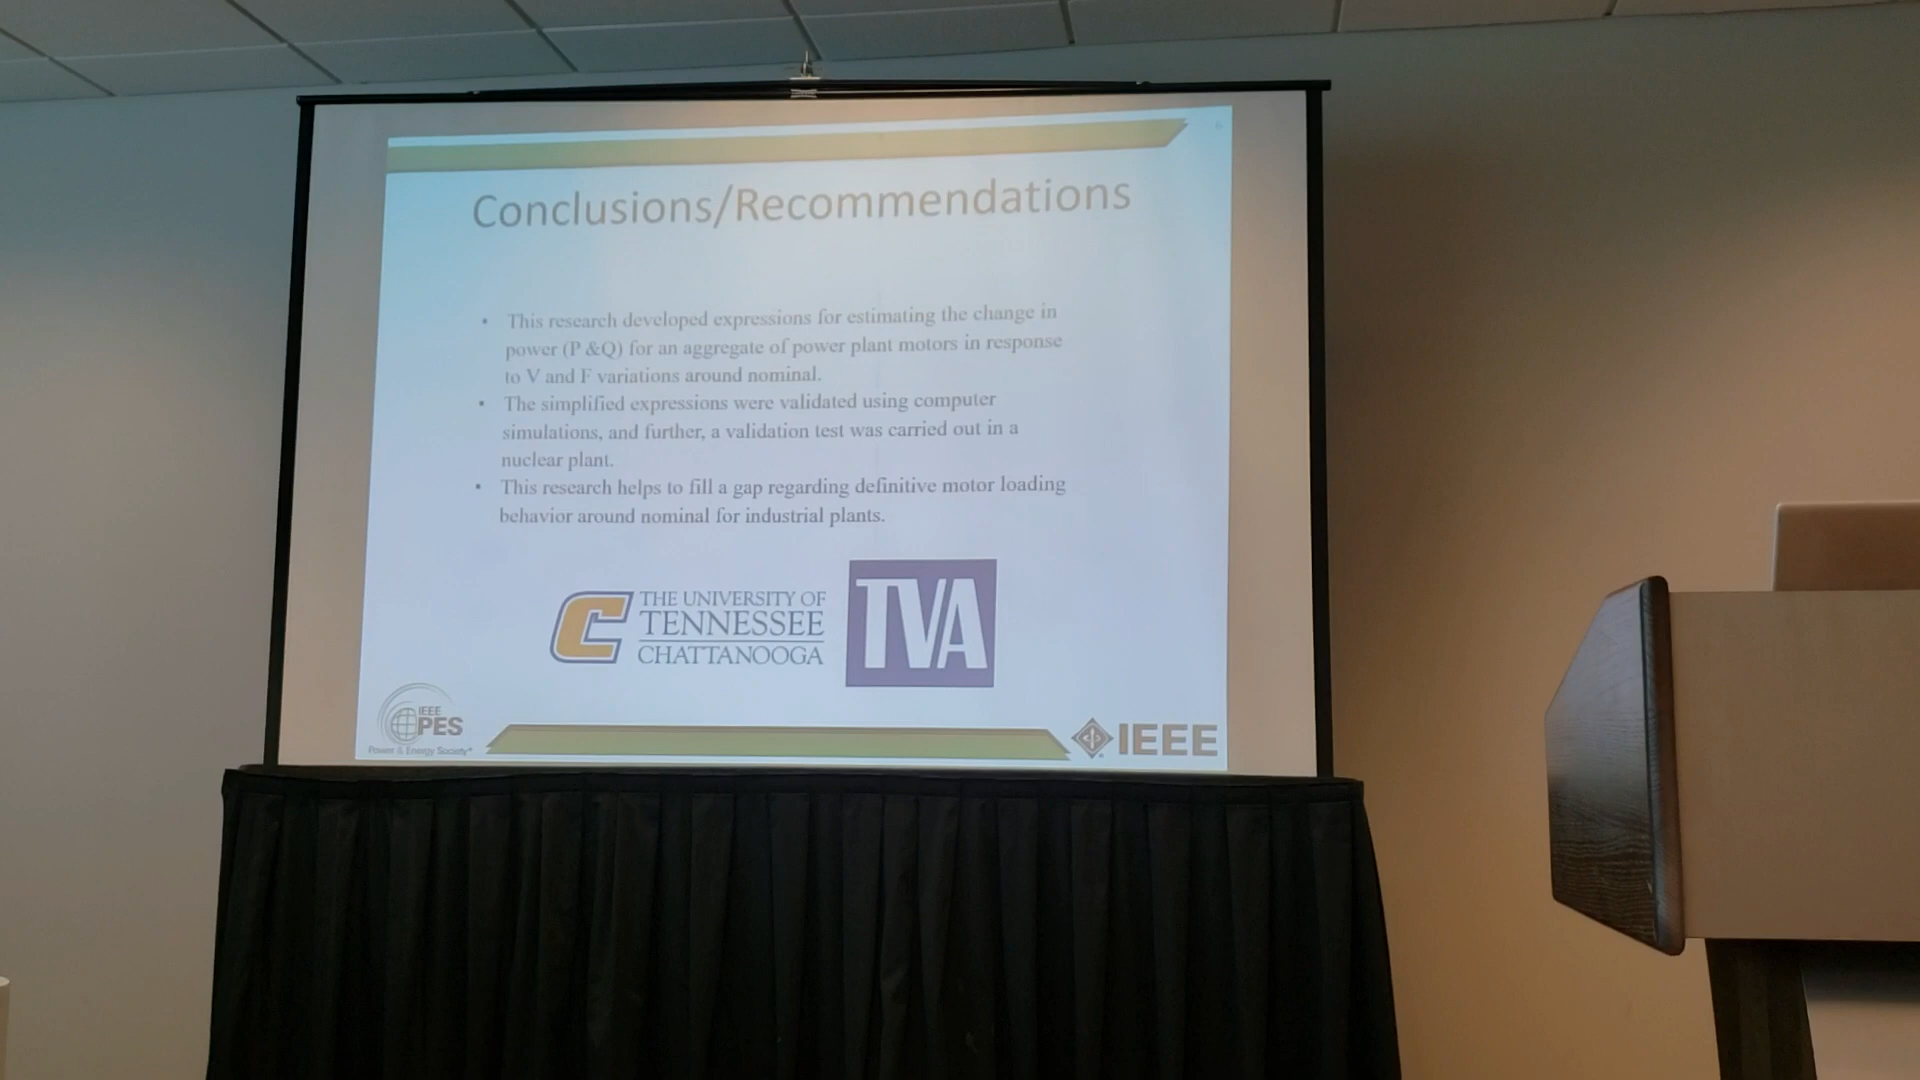 Conclusions/Recommendations
• This research developed expressions for estimating the change in
power (P &Q) for an aggregate of power plant motors in response
to V and F variations around nominal.
• The simplified expressions were validated using computer
simulations, and further, a validation test was carried out in a
nuclear plant.
• This research helps to fill a gap regarding definitive motor loading
behavior around nominal for industrial plants.
C THE UNIVERSITY OF
TENNESSEE
CHATTANOOGA
TVA
IEEE
PES
Power & Energy Society®
IEEE